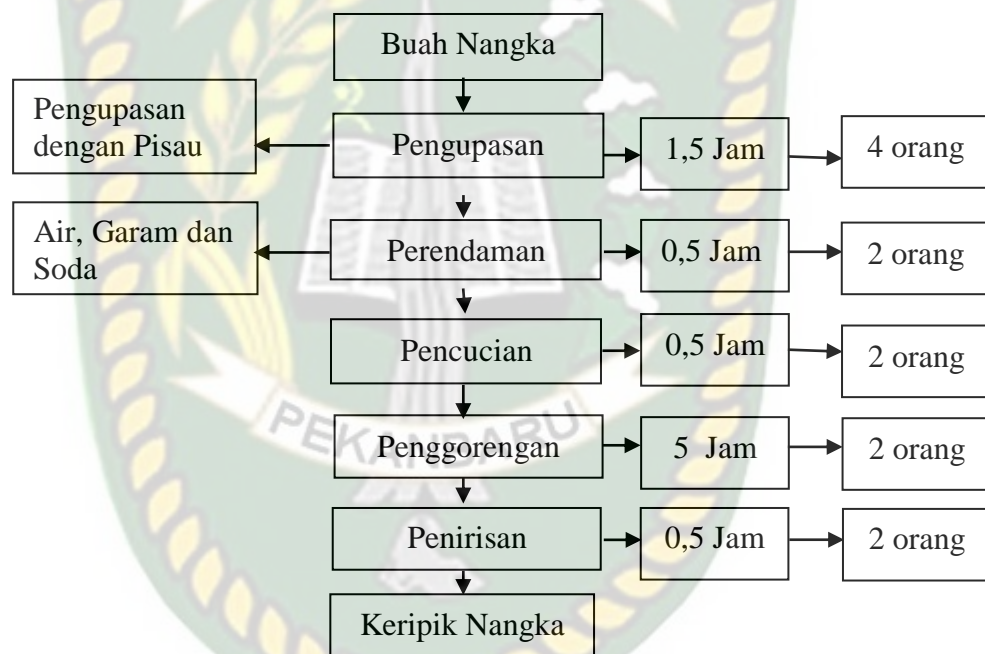 Buah Nangka
Pengupasan
dengan Pisau
Pengupasan
1,5 Jam
4 orang
Air, Garam dan
Soda
Perendaman
0,5 Jam
2 orang
Pencucian
0,5 Jam
2 orang
PEKANBARU
Penggorengan
5 Jam
2 orang
Penirisan
0,5 Jam
2 orang
Keripik Nangka